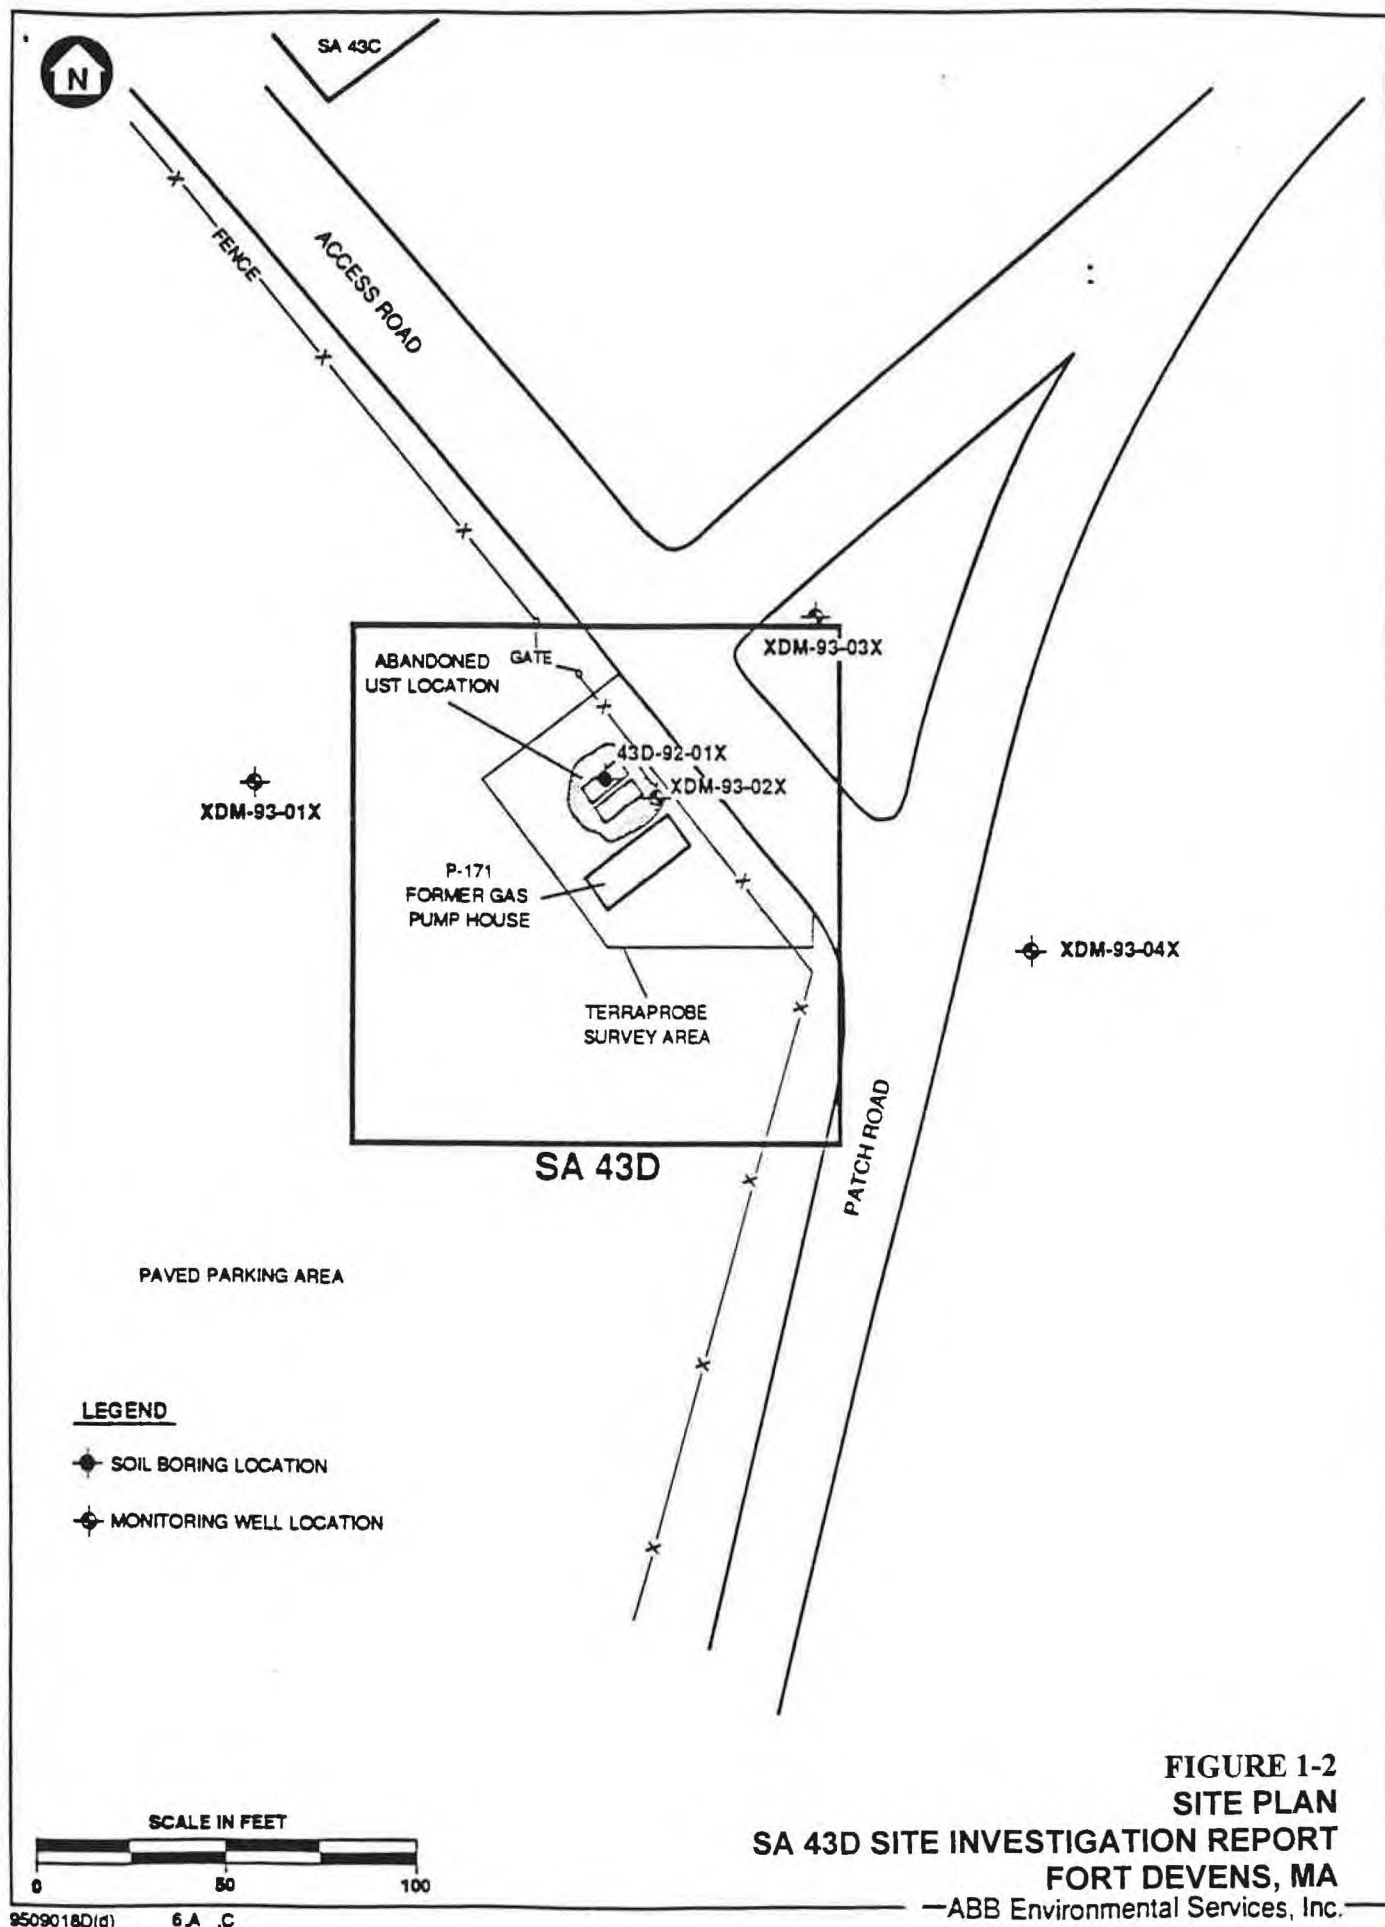 SA 43C
N
FENCE
ACCESS ROAD
XDM-93-03X
ABANDONED
UST LOCATION
GATE
43D-92-01X
XDM-93-02X
XDM-93-01X
P-171
FORMER GAS
PUMP HOUSE
XDM-93-04X
TERRAPROBE
SURVEY AREA
PATCH ROAD
SA 43D
PAVED PARKING AREA
LEGEND
SOIL BORING LOCATION
MONITORING WELL LOCATION
FIGURE 1-2
SITE PLAN
SA 43D SITE INVESTIGATION REPORT
FORT DEVENS, MA
ABB Environmental Services, Inc.
SCALE IN FEET
0 50 100
9509018D(d)